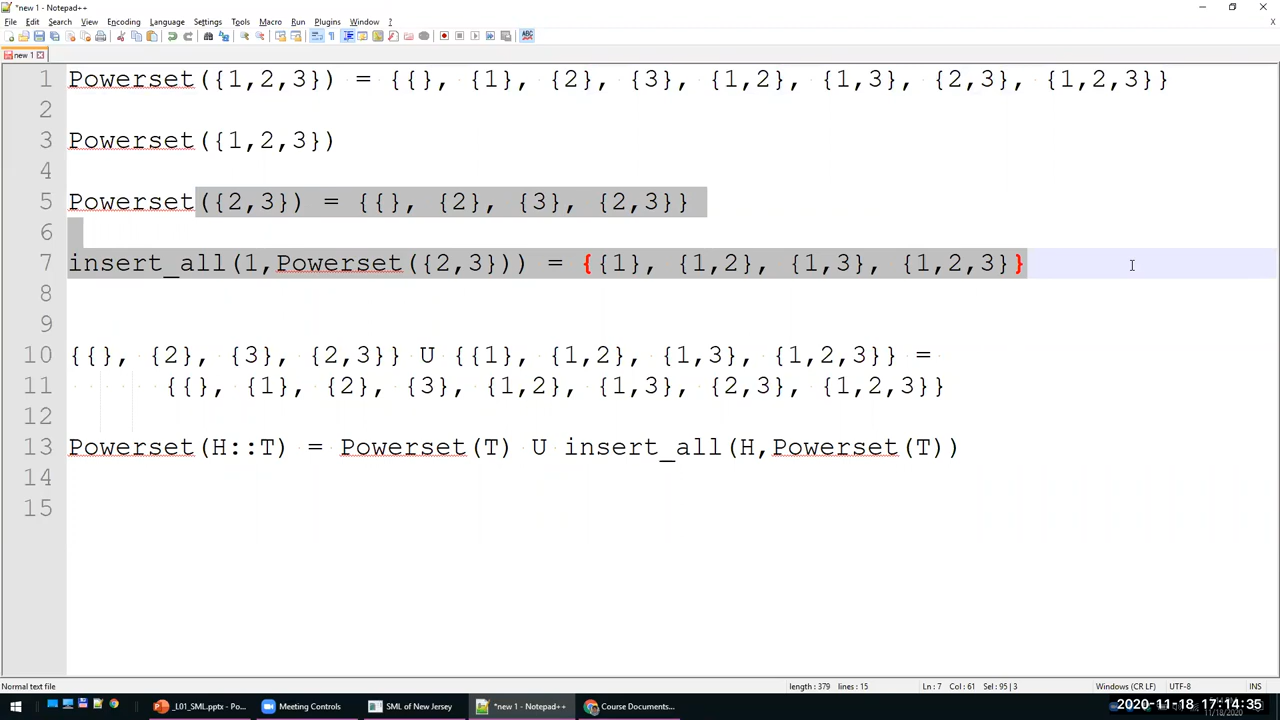 *new 1 - Notepad++
File Edit Search View Encoding Language Settings Tools Macro Run Plugins Window ?
new 1
1 Powerset({1,2,3}) = {{}, {1}, {2}, {3}, {1,2}, {1,3}, {2,3}, {1,2,3}}
2
3 Powerset({1,2,3})
4
5 Powerset({2,3}) = {{}, {2}, {3}, {2,3}}
6
7 insert_all(1,Powerset({2,3})) = {{1}, {1,2}, {1,3}, {1,2,3}}
8
9
10 {{}, {2}, {3}, {2,3}} U {{1}, {1,2}, {1,3}, {1,2,3}} =
11 {{}, {1}, {2}, {3}, {1,2}, {1,3}, {2,3}, {1,2,3}}
12
13 Powerset(H::T) = Powerset(T) U insert_all(H,Powerset(T))
14
15
Normal text file length : 379 lines : 15 Ln : 7 Col : 61 Sel : 95 | 3 Windows (CR LF) UTF-8 INS
_L01_SML.pptx - Po... Meeting Controls SML of New Jersey *new 1 - Notepad++ Course Documents... 2020-11-18 17:14:35
11/18/2020